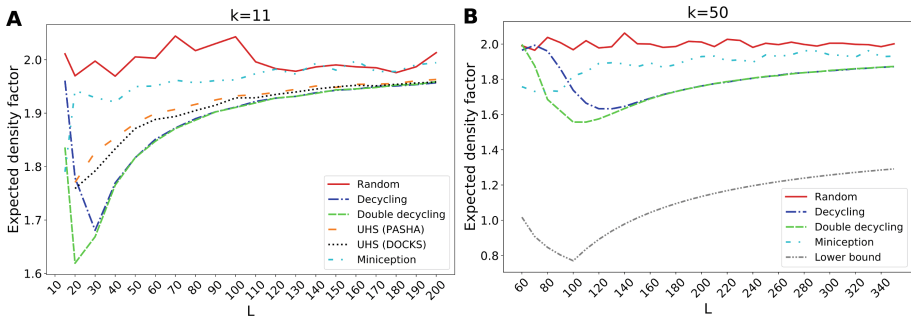 A
k=11
Expected density factor
2.0
1.9
1.8
1.7
1.6
10 20 30 40 50 60 70 80 90 100 110 120 130 140 150 160 170 180 190 200
L
Random
Decycling
Double decycling
UHS (PASHA)
UHS (DOCKS)
Miniception
B
k=50
Expected density factor
2.0
1.8
1.6
1.4
1.2
1.0
0.8
60 80 100 120 140 160 180 200 220 240 260 280 300 320 340
L
Random
Decycling
Double decycling
Miniception
Lower bound